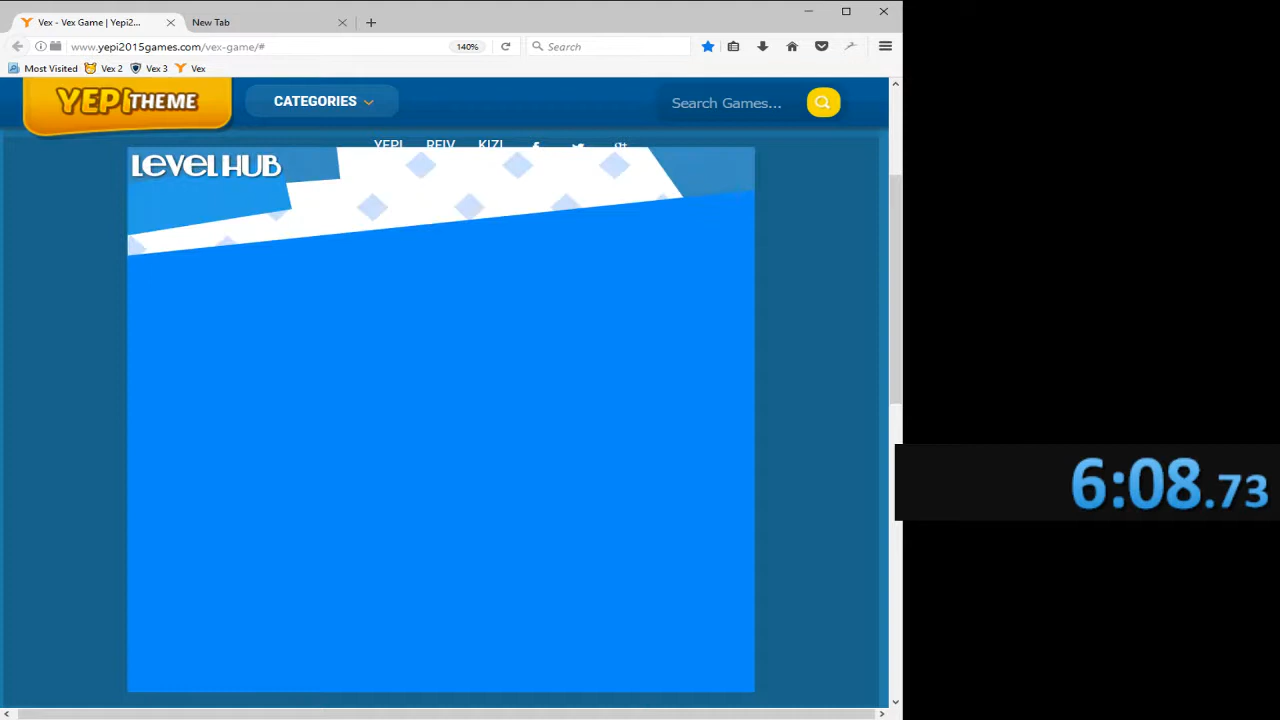 Vex - Vex Game | Yepi2...
New Tab
www.yepi2015games.com/vex-game/#
140%
Search
Most Visited
Vex 2
Vex 3
Vex
YEPI THEME
CATEGORIES
Search Games...
YEPI
REIV
KIZI
LEVEL HUB
6:08.73